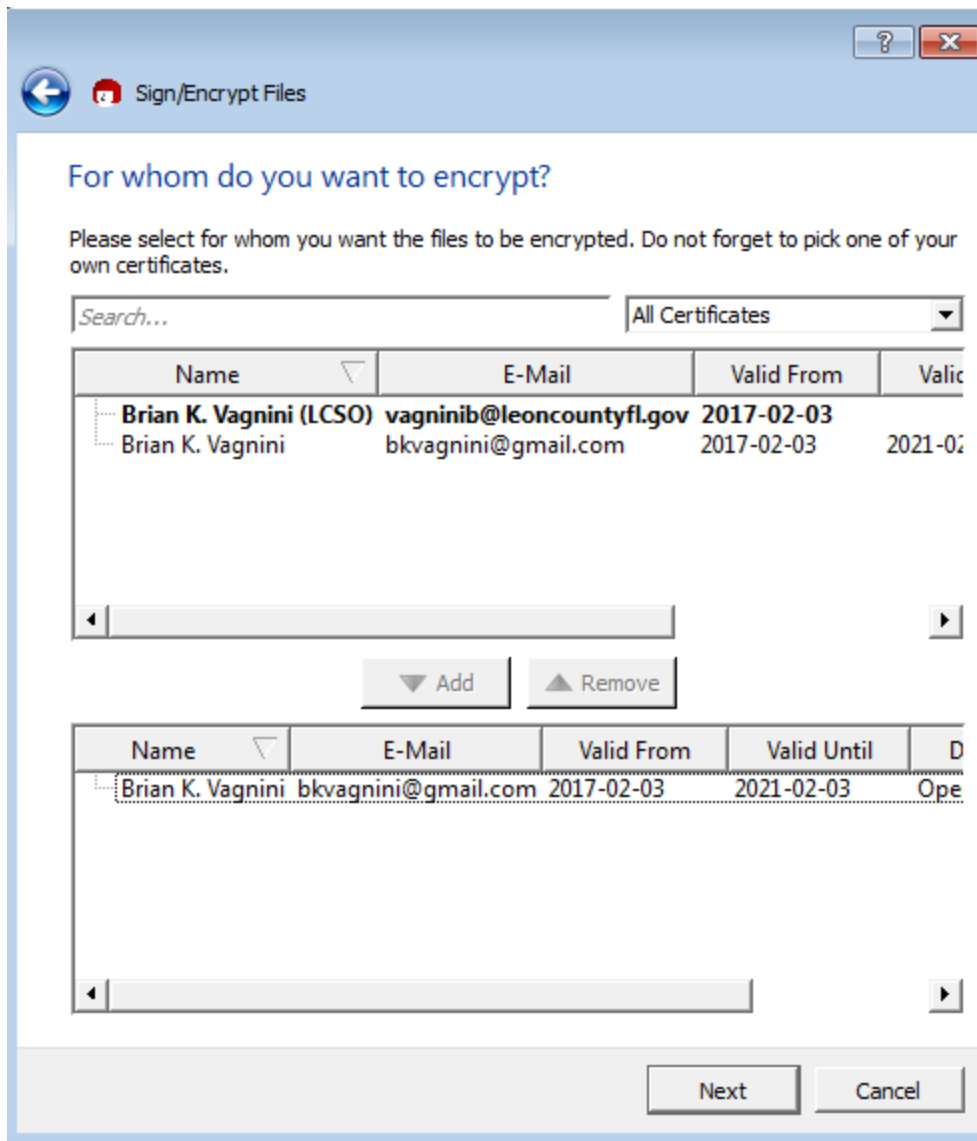 ?
Sign/Encrypt Files
For whom do you want to encrypt?
Please select for whom you want the files to be encrypted. Do not forget to pick one of your
own certificates.
Search... All Certificates
Name E-Mail Valid From Valid
Brian K. Vagnini (LCSO) vagninib@leoncountyfl.gov 2017-02-03
Brian K. Vagnini bkvagnini@gmail.com 2017-02-03 2021-02
Add Remove
Name E-Mail Valid From Valid Until D
Brian K. Vagnini bkvagnini@gmail.com 2017-02-03 2021-02-03 Ope
Next Cancel